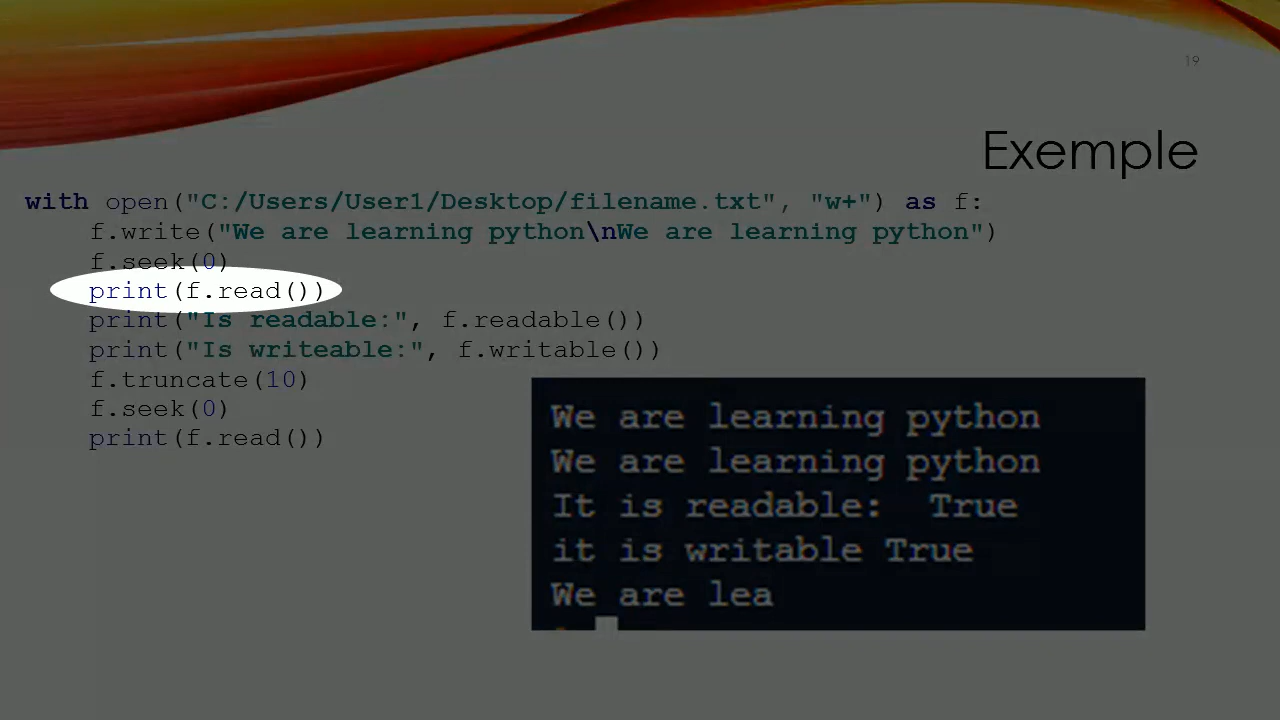 19
Exemple
with open("C:/Users/User1/Desktop/filename.txt", "w+") as f:
f.write("We are learning python\nWe are learning python")
f.seek(0)
print(f.read())
print("Is readable:", f.readable())
print("Is writeable:", f.writable())
f.truncate(10)
f.seek(0)
print(f.read())
We are learning python
We are learning python
It is readable:  True
it is writable True
We are lea